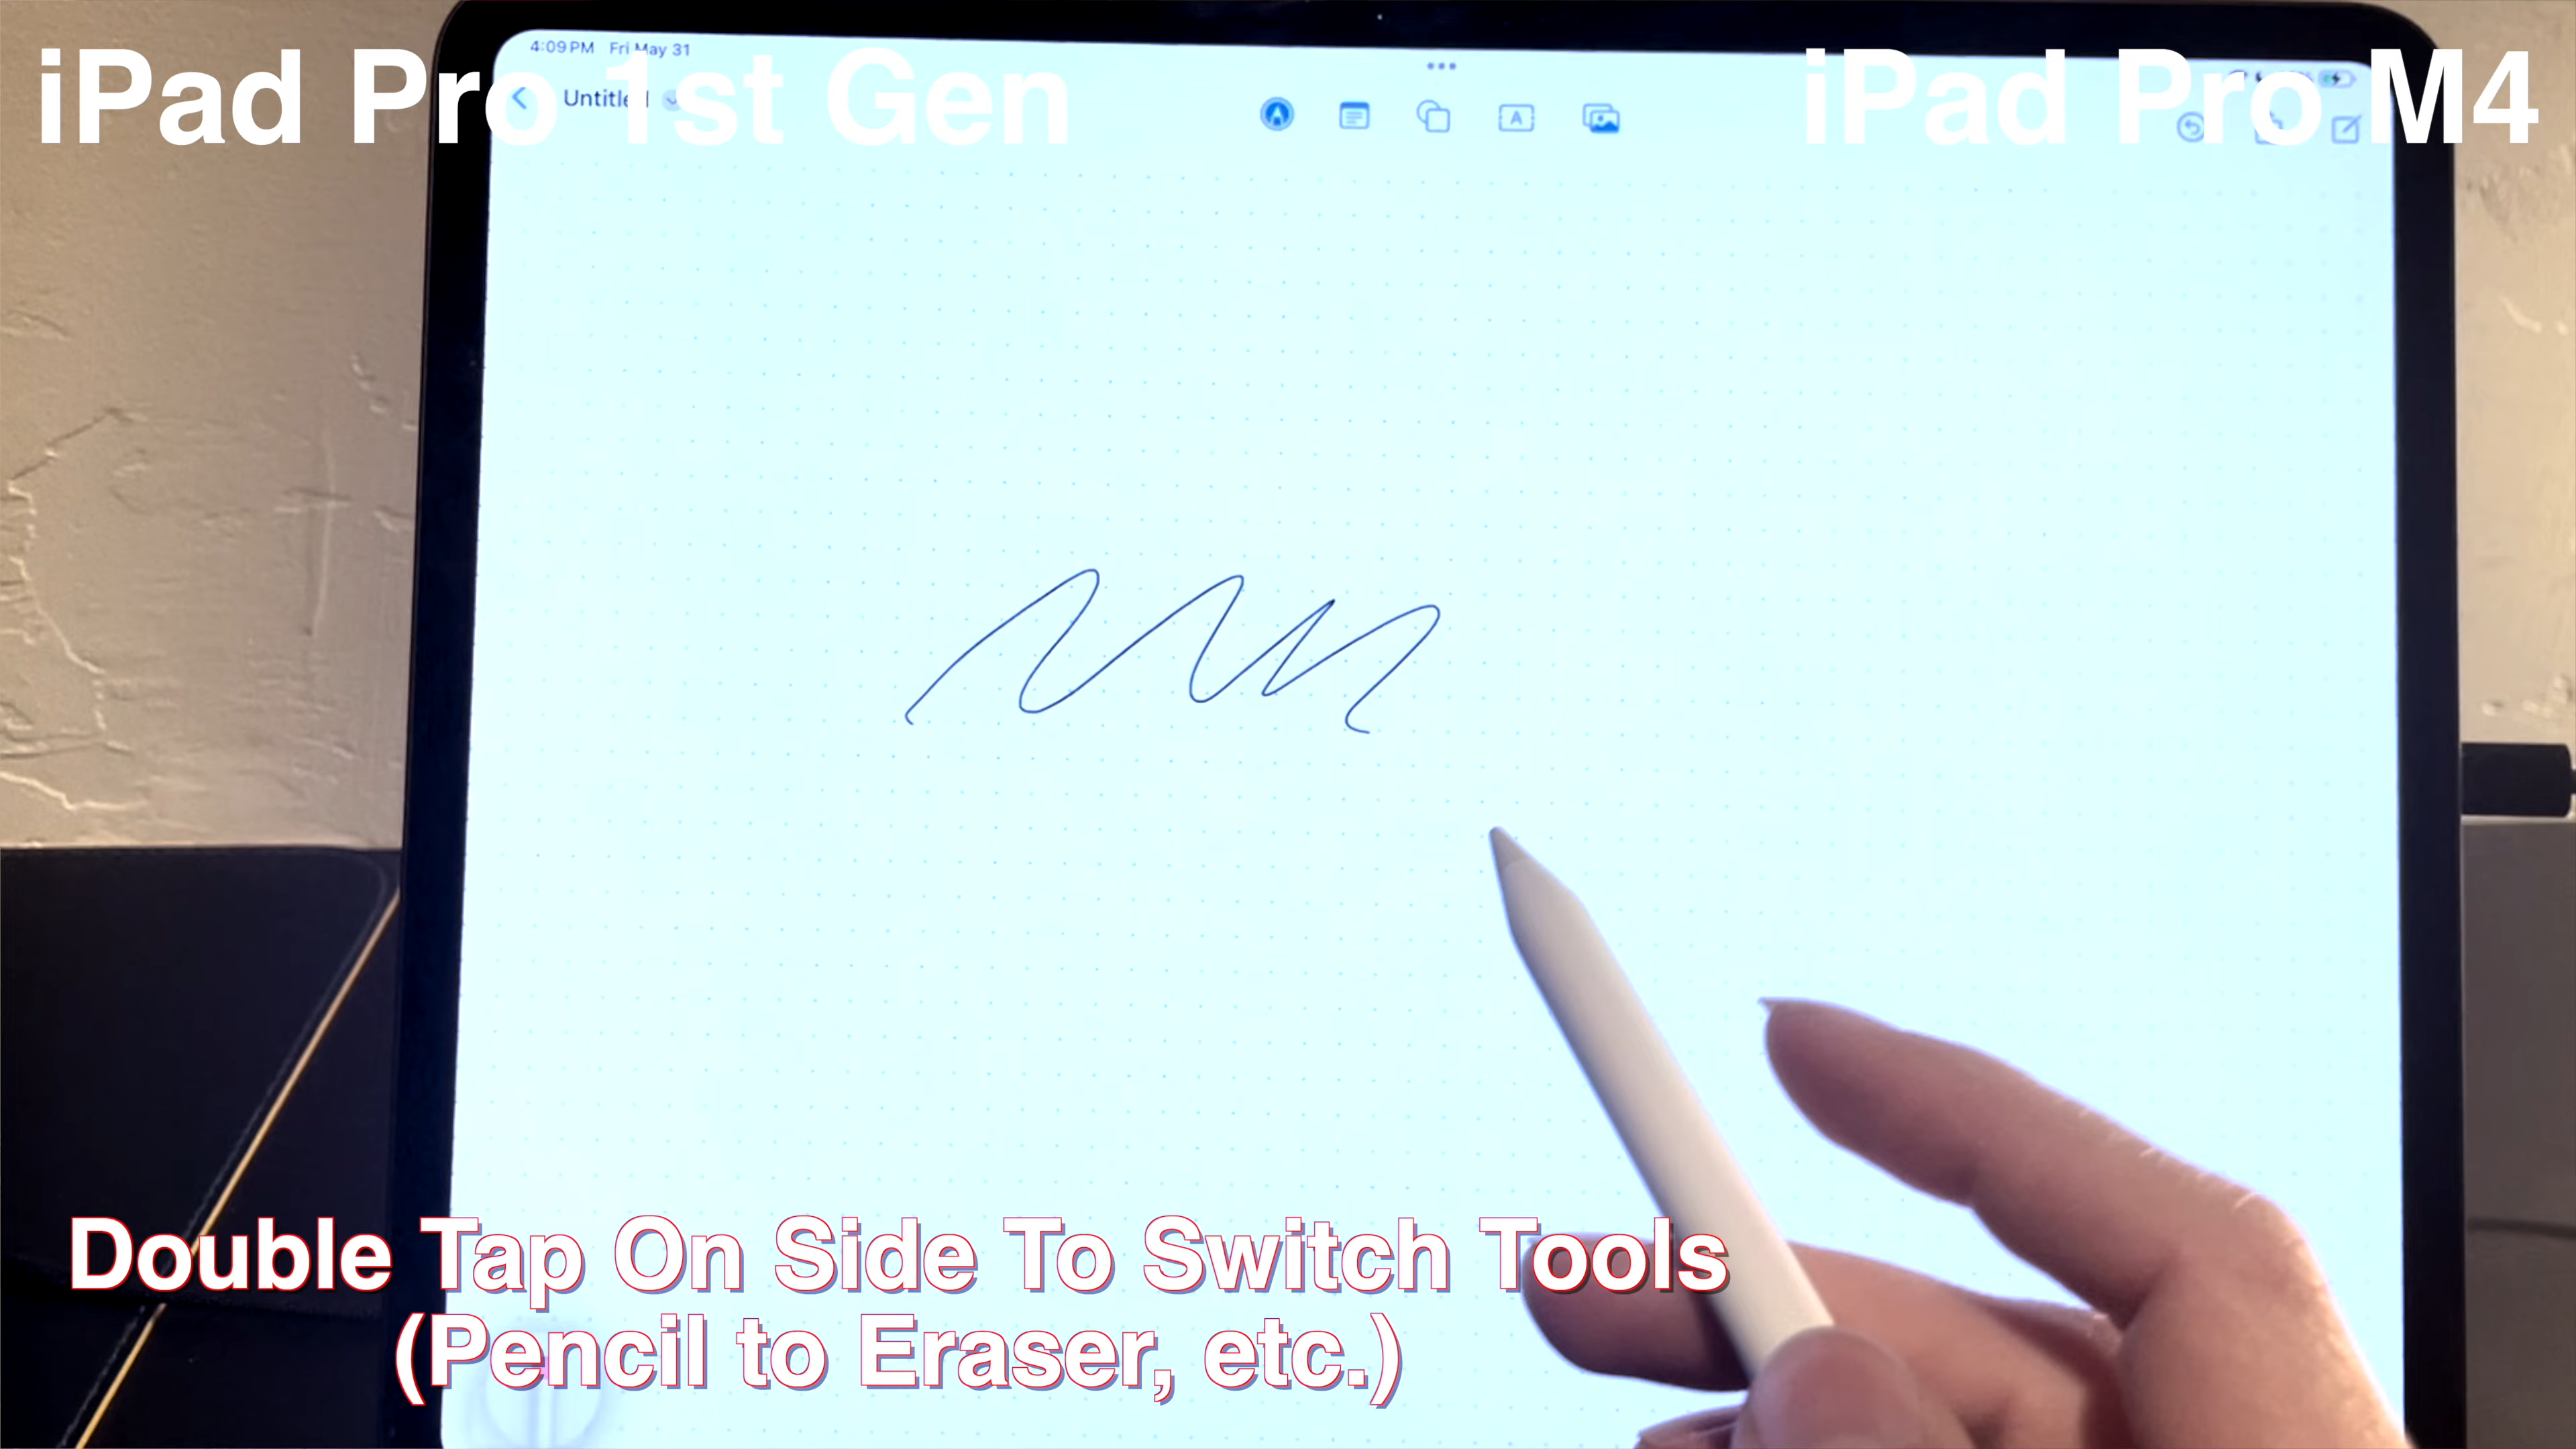 iPad Pro 1st Gen
iPad Pro M4
4:09 PM Fri May 31
Untitled
A
Double Tap On Side To Switch Tools
(Pencil to Eraser, etc.)